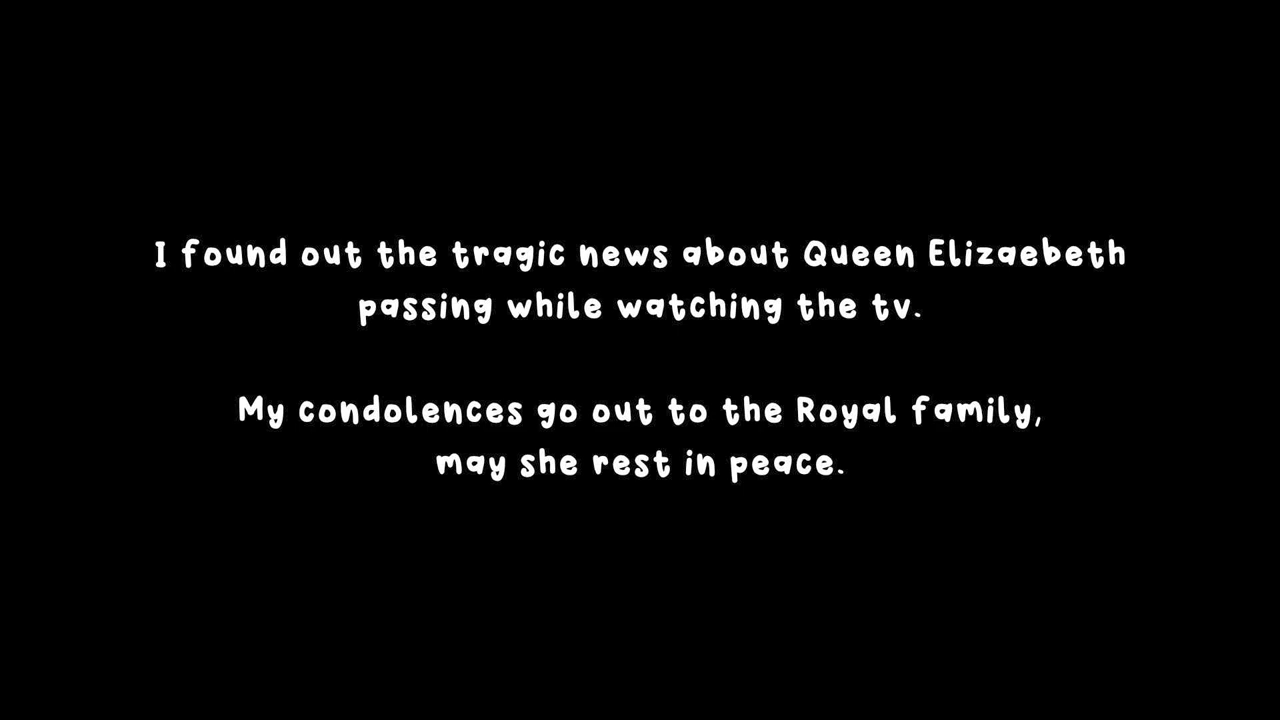 I found out the tragic news about Queen Elizaebeth
passing while watching the tv.
My condolences go out to the Royal family,
may she rest in peace.